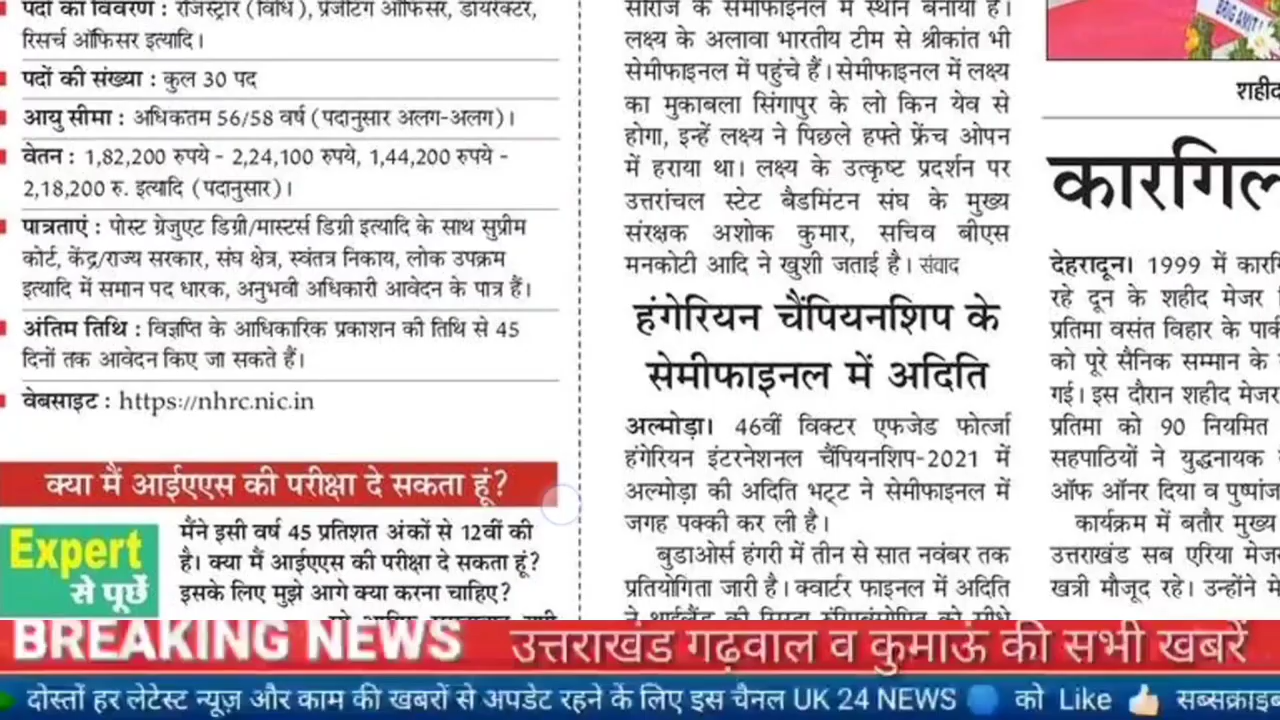 पदों का विवरण : रजिस्ट्रार (विधि), प्रेजेंटिंग ऑफिसर, डायरेक्टर,
रिसर्च ऑफिसर इत्यादि।
पदों की संख्या : कुल 30 पद
आयु सीमा : अधिकतम 56/58 वर्ष (पदानुसार अलग-अलग)।
वेतन : 1,82,200 रुपये - 2,24,100 रुपये, 1,44,200 रुपये -
2,18,200 रु. इत्यादि (पदानुसार)।
पात्रताएं : पोस्ट ग्रेजुएट डिग्री/मास्टर्स डिग्री इत्यादि के साथ सुप्रीम
कोर्ट, केंद्र/राज्य सरकार, संघ क्षेत्र, स्वंतत्र निकाय, लोक उपक्रम
इत्यादि में समान पद धारक, अनुभवी अधिकारी आवेदन के पात्र हैं।
अंतिम तिथि : विज्ञप्ति के आधिकारिक प्रकाशन की तिथि से 45
दिनों तक आवेदन किए जा सकते हैं।
वेबसाइट : https://nhrc.nic.in
क्या मैं आईएएस की परीक्षा दे सकता हूं?
Expert
से पूछें
मैंने इसी वर्ष 45 प्रतिशत अंकों से 12वीं की
है। क्या मैं आईएएस की परीक्षा दे सकता हूं?
इसके लिए मुझे आगे क्या करना चाहिए?
सीरीज के सेमीफाइनल में स्थान बनाया है।
लक्ष्य के अलावा भारतीय टीम से श्रीकांत भी
सेमीफाइनल में पहुंचे हैं। सेमीफाइनल में लक्ष्य
का मुकाबला सिंगापुर के लो किन येव से
होगा, इन्हें लक्ष्य ने पिछले हफ्ते फ्रेंच ओपन
में हराया था। लक्ष्य के उत्कृष्ट प्रदर्शन पर
उत्तरांचल स्टेट बैडमिंटन संघ के मुख्य
संरक्षक अशोक कुमार, सचिव बीएस
मनकोटी आदि ने खुशी जताई है। संवाद
हंगेरियन चैंपियनशिप के
सेमीफाइनल में अदिति
अल्मोड़ा। 46वीं विक्टर एफजेड फोर्त्जा
हंगेरियन इंटरनेशनल चैंपियनशिप-2021 में
अल्मोड़ा की अदिति भट्ट ने सेमीफाइनल में
जगह पक्की कर ली है।
बुडाओर्स हंगरी में तीन से सात नवंबर तक
प्रतियोगिता जारी है। क्वार्टर फाइनल में अदिति
BRIG AMIT
शहीद
कारगिल
देहरादून। 1999 में
रहे दून के शहीद मेजर
प्रतिमा वसंत विहार के
को पूरे सैनिक सम्मान के
गई। इस दौरान शहीद मेजर
प्रतिमा को 90 नियमित
सहपाठियों ने युद्धनायक
ऑफ ऑनर दिया व
कार्यक्रम में बतौर मुख्य
उत्तराखंड सब एरिया
खत्री मौजूद रहे। उन्होंने
BREAKING NEWS उत्तराखंड गढ़वाल व कुमाऊं की सभी खबरें
दोस्तों हर लेटेस्ट न्यूज़ और काम की खबरों से अपडेट रहने के लिए इस चैनल UK 24 NEWS को Like